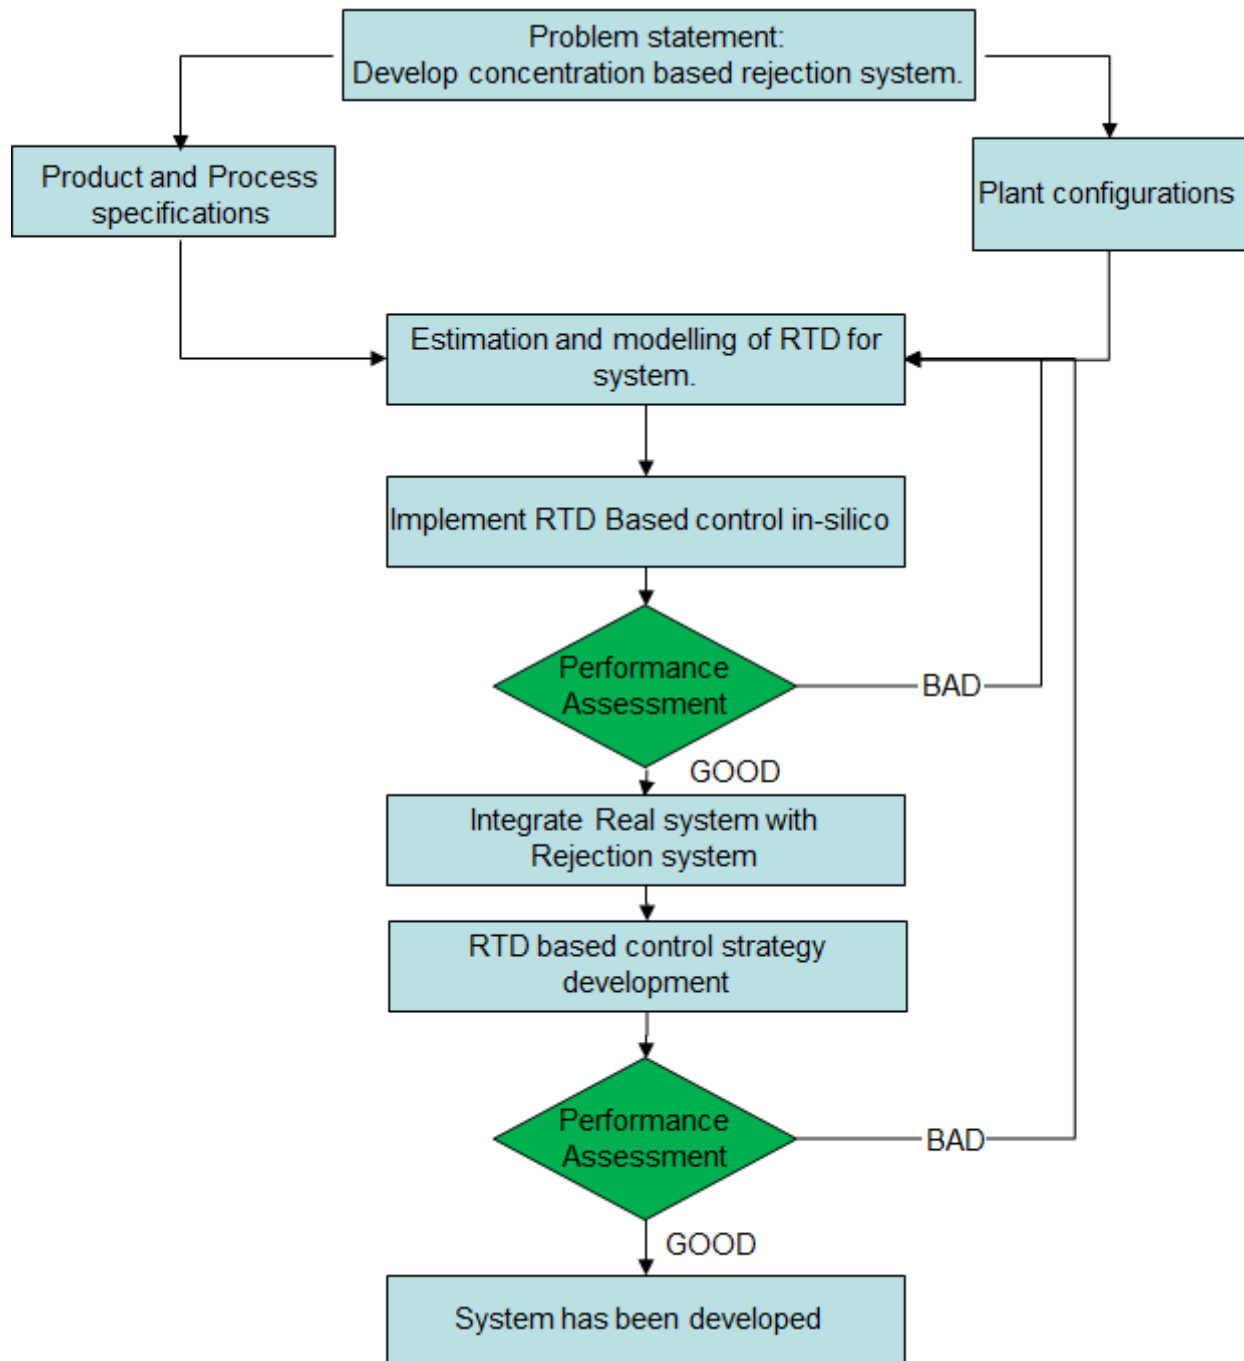 Problem statement:
Develop concentration based rejection system.
Product and Process
specifications
Plant configurations
Estimation and modelling of RTD for
system.
Implement RTD Based control in-silico
Performance
Assessment
BAD
GOOD
Integrate Real system with
Rejection system
RTD based control strategy
development
Performance
Assessment
BAD
GOOD
System has been developed